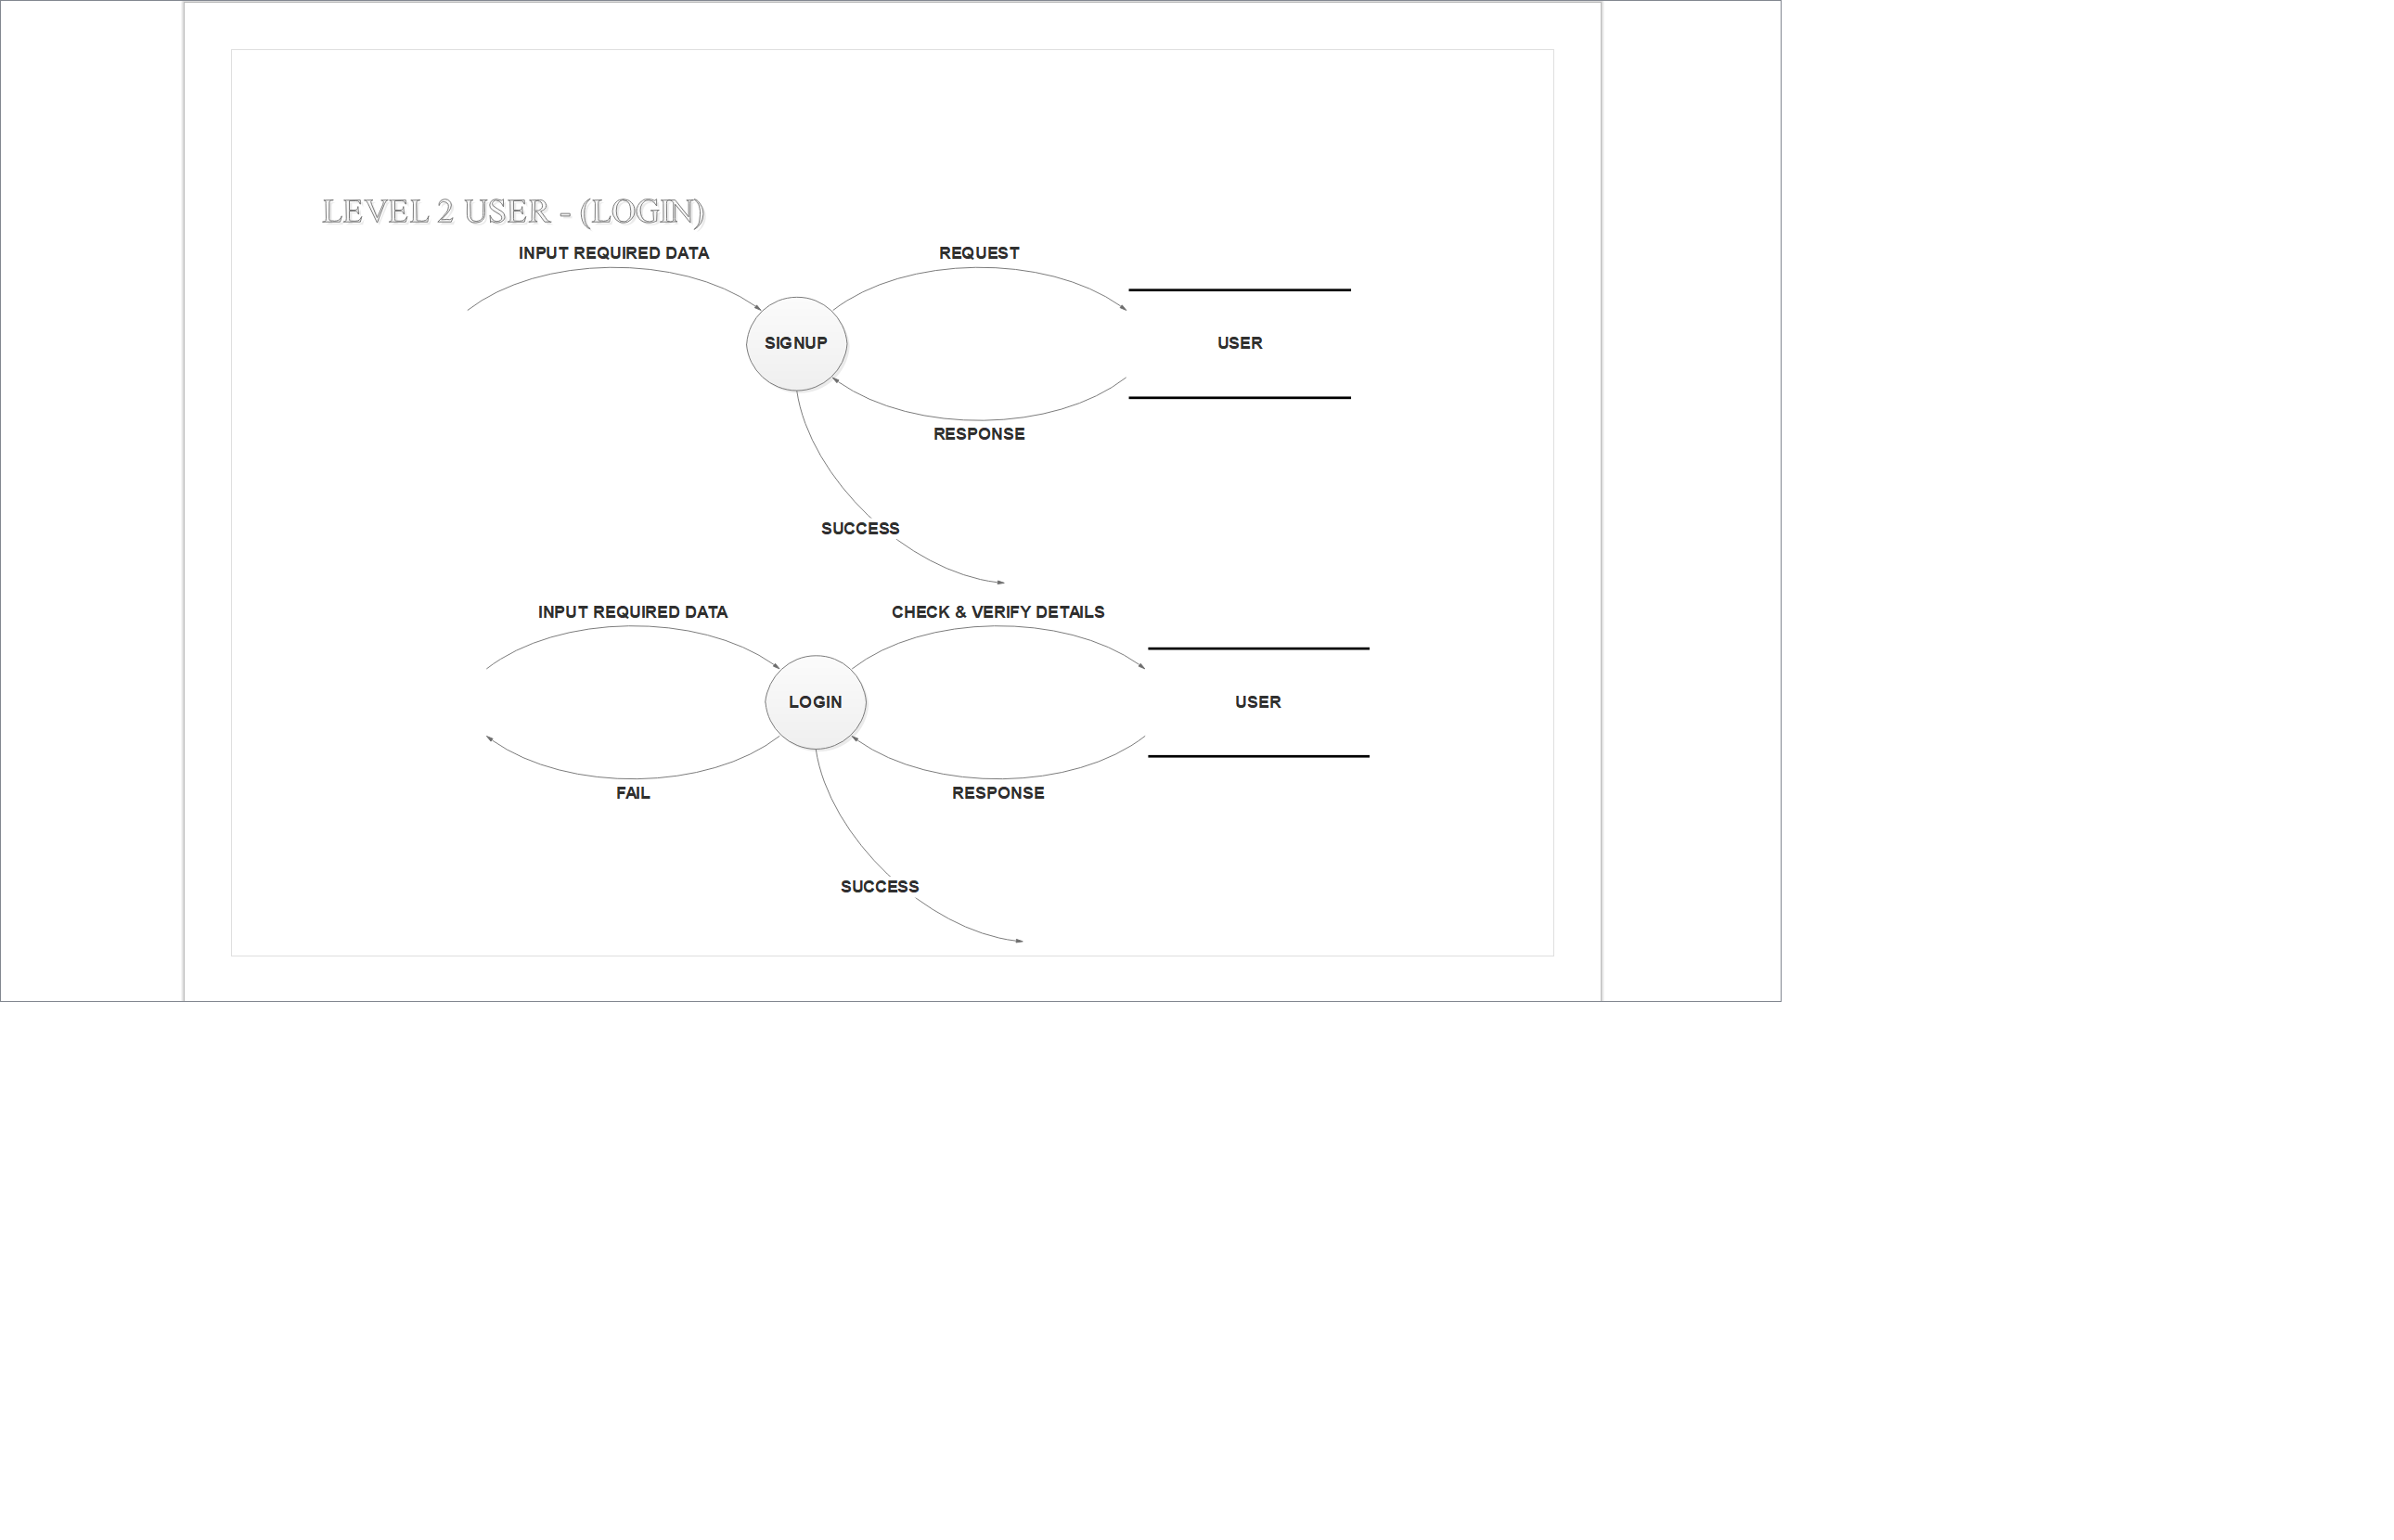 LEVEL 2 USER - (LOGIN)
INPUT REQUIRED DATA
REQUEST
SIGNUP
USER
RESPONSE
SUCCESS
INPUT REQUIRED DATA
CHECK & VERIFY DETAILS
LOGIN
USER
FAIL
RESPONSE
SUCCESS